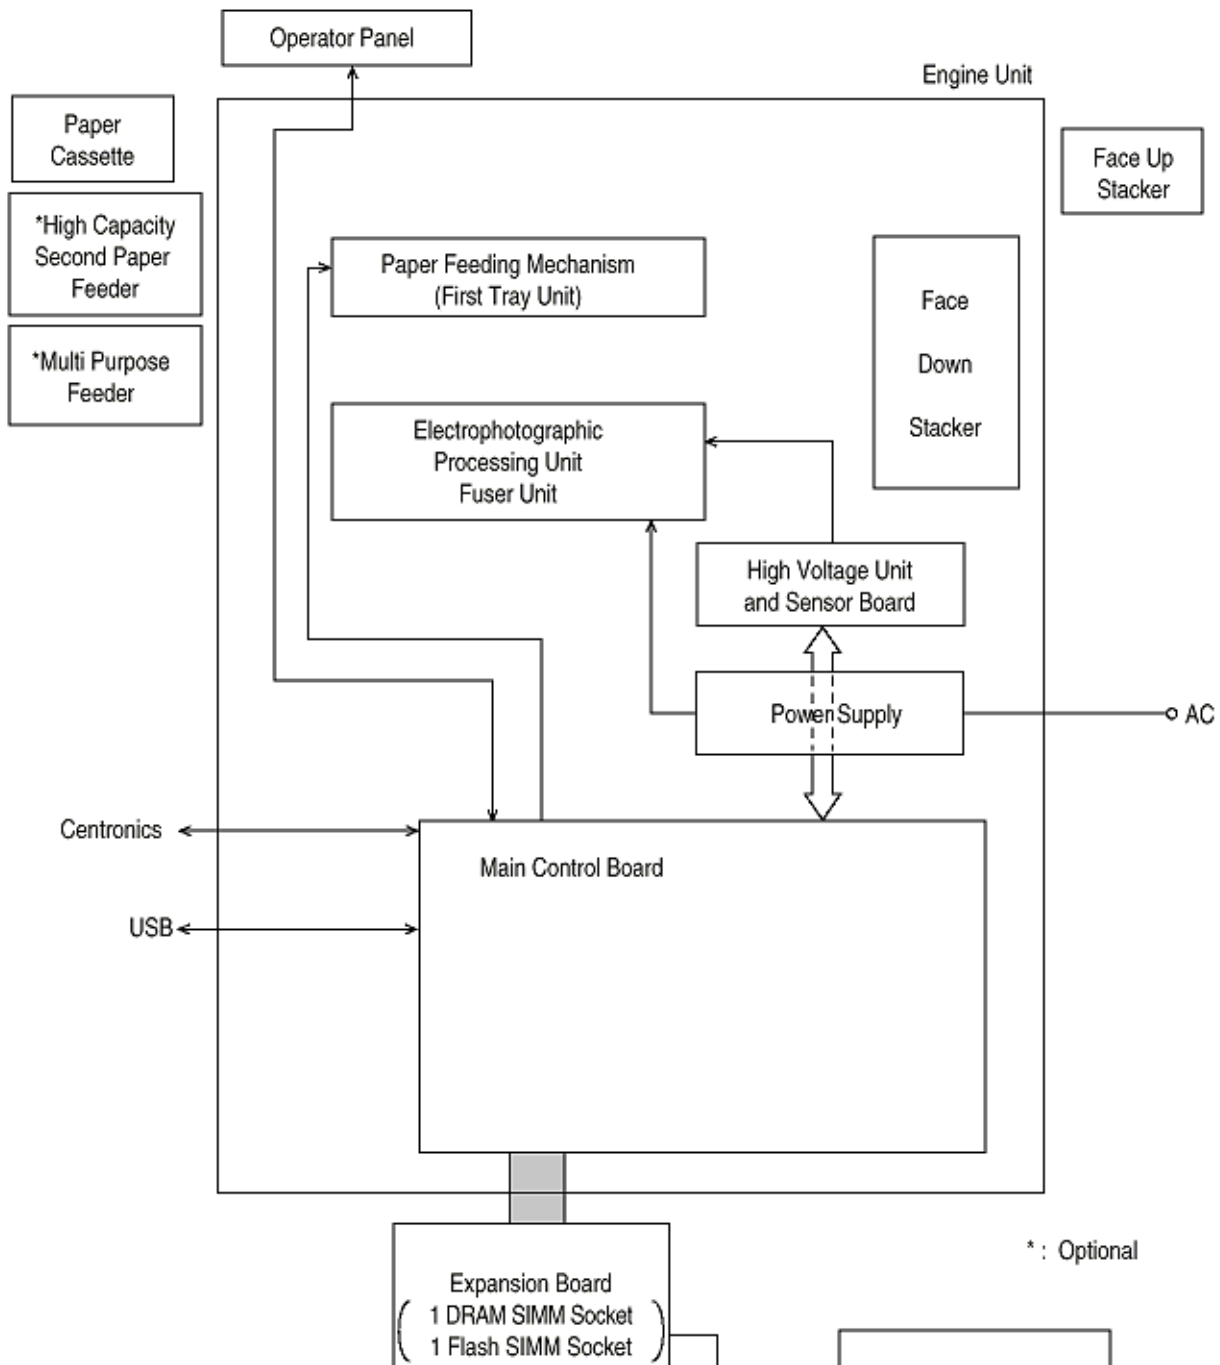 Operator Panel
Engine Unit
Paper
Cassette
Face Up
Stacker
*High Capacity
Second Paper
Feeder
Paper Feeding Mechanism
(First Tray Unit)
Face
Down
Stacker
*Multi Purpose
Feeder
Electrophotographic
Processing Unit
Fuser Unit
High Voltage Unit
and Sensor Board
Power Supply
AC
Centronics
Main Control Board
USB
* : Optional
Expansion Board
( 1 DRAM SIMM Socket
1 Flash SIMM Socket )